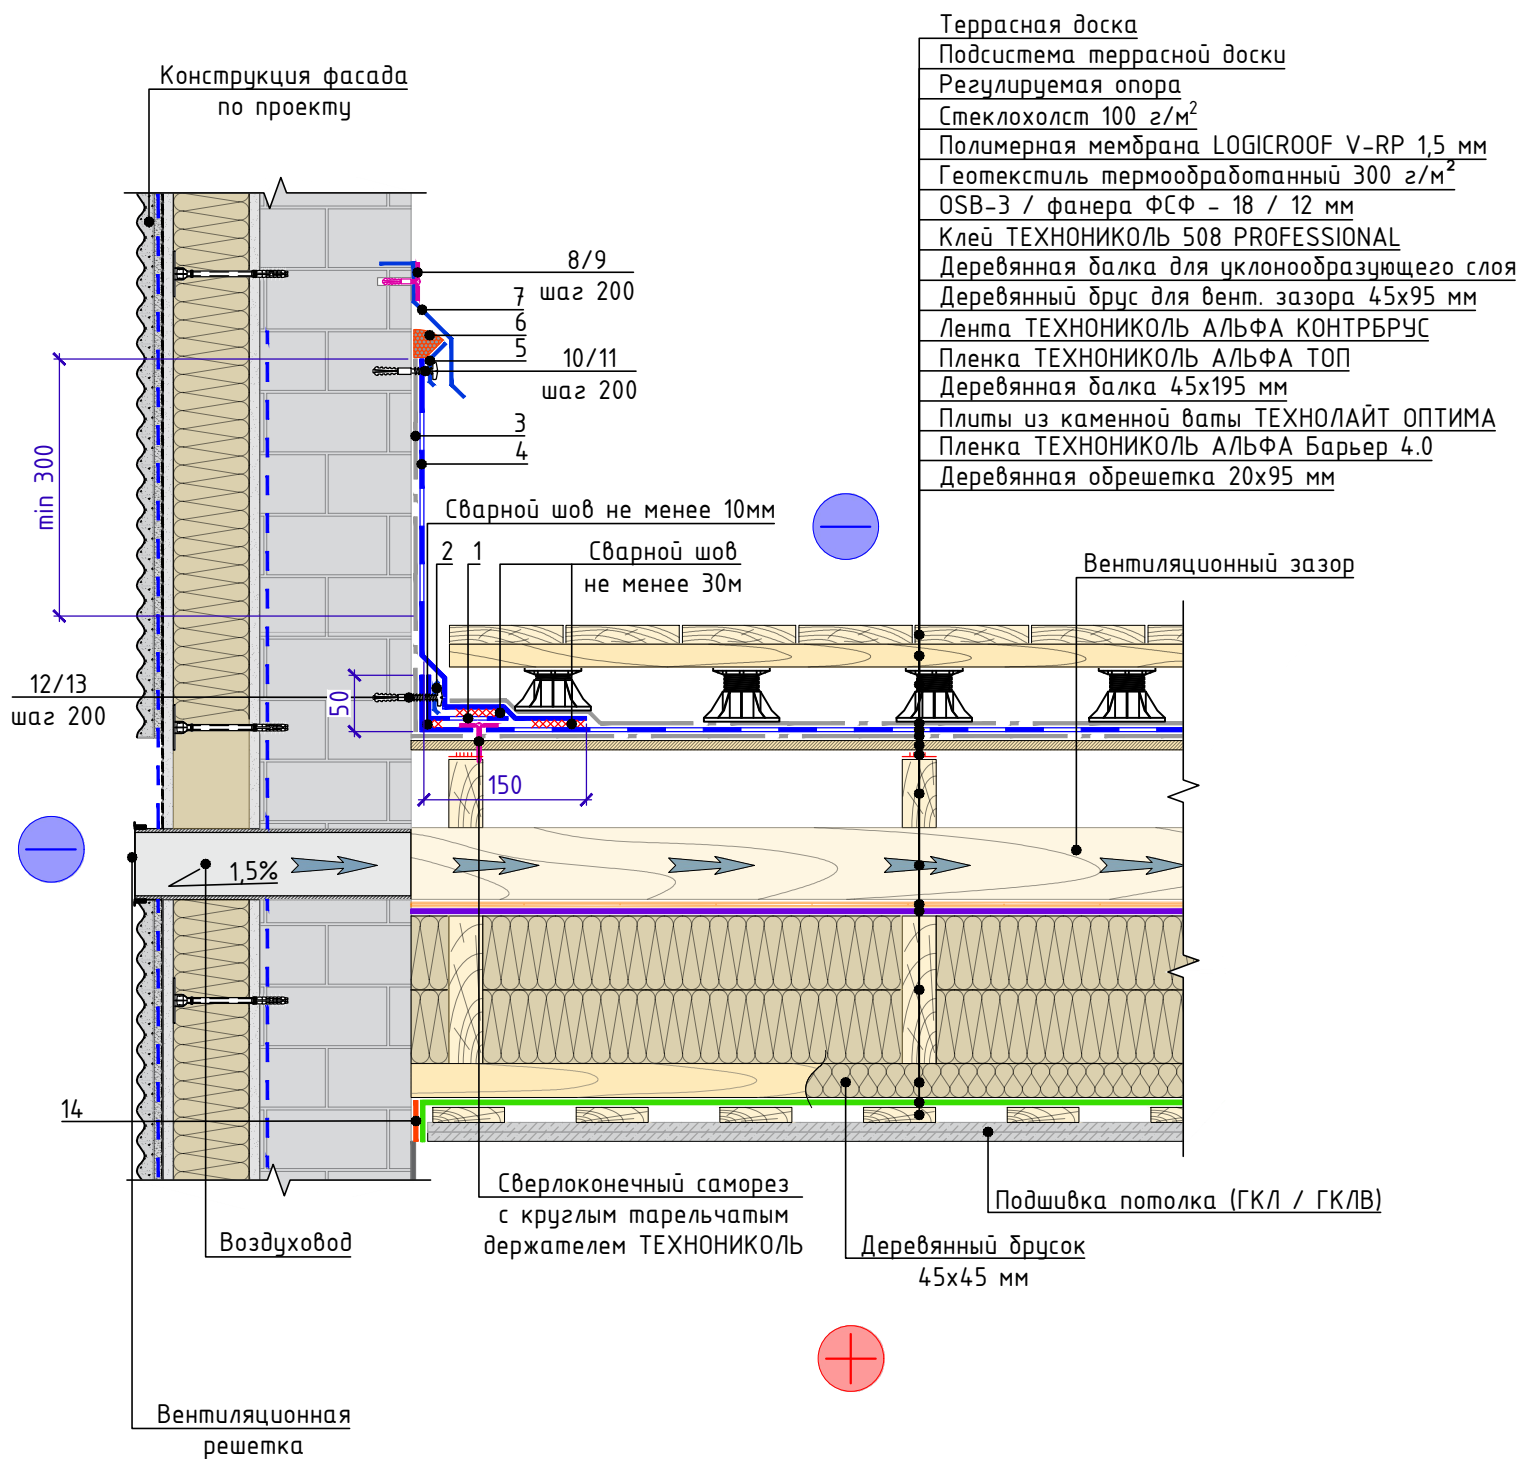 Террасная доска
Подсистема террасной доски
Регулируемая опора
Стеклохолст 100 г/м²
Полимерная мембрана LOGICROOF V-RP 1,5 мм
Геотекстиль термообработанный 300 г/м²
OSB-3 / фанера ФСФ - 18 / 12 мм
Клей ТЕХНОНИКОЛЬ 508 PROFESSIONAL
Деревянная балка для уклонообразующего слоя
Деревянный брус для вент. зазора 45х95 мм
Лента ТЕХНОНИКОЛЬ АЛЬФА КОНТРБРУС
Пленка ТЕХНОНИКОЛЬ АЛЬФА ТОП
Деревянная балка 45х195 мм
Плиты из каменной ваты ТЕХНОЛАЙТ ОПТИМА
Пленка ТЕХНОНИКОЛЬ АЛЬФА Барьер 4.0
Деревянная обрешетка 20х95 мм
Конструкция фасада
по проекту
8/9
шаг 200
7
6
5
10/11
шаг 200
3
4
min 300
Сварной шов не менее 10мм
2
1
Сварной шов
не менее 30м
Вентиляционный зазор
12/13
шаг 200
50
150
1,5%
14
Сверлоконечный саморез
с круглым тарельчатым
держателем ТЕХНОНИКОЛЬ
Подшивка потолка (ГКЛ / ГКЛВ)
Воздуховод
Деревянный брусок
45х45 мм
Вентиляционная
решетка